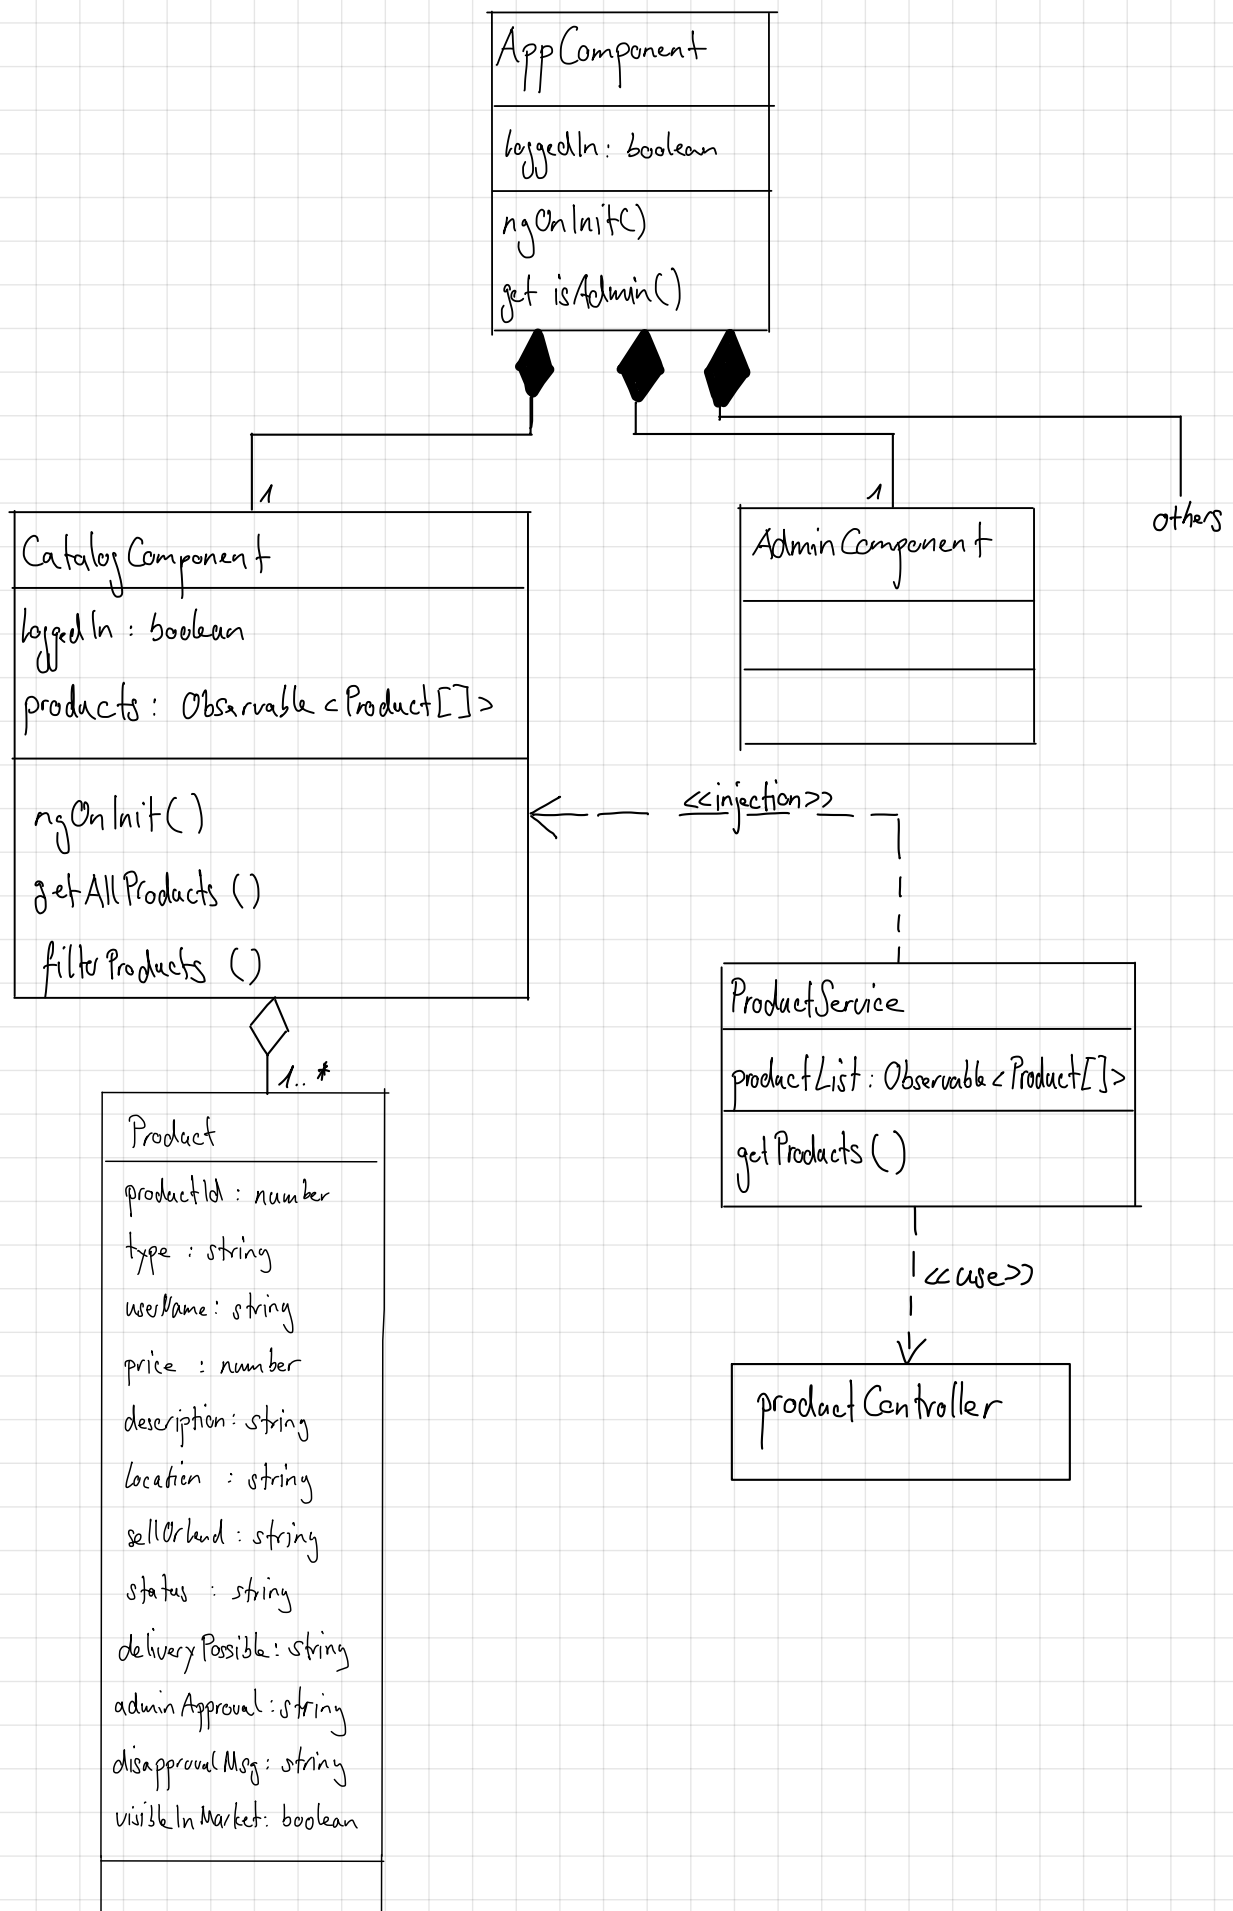 AppComponent
loggedIn: boolean
ngOnInit()
get isAdmin()
1
1
others
CatalogComponent
loggedIn : boolean
products: Observable<Product[]>
ngOnInit()
getAllProducts ()
filterProducts ()
AdminComponent
<<injection>>
1..*
ProductService
productList: Observable<Product[]>
getProducts()
<<use>>
productController
Product
productId : number
type : string
userName: string
price : number
description: string
location : string
sellOrLend : string
status : string
deliveryPossible: string
adminApproval: string
disapprovalMsg: string
visibleInMarket: boolean